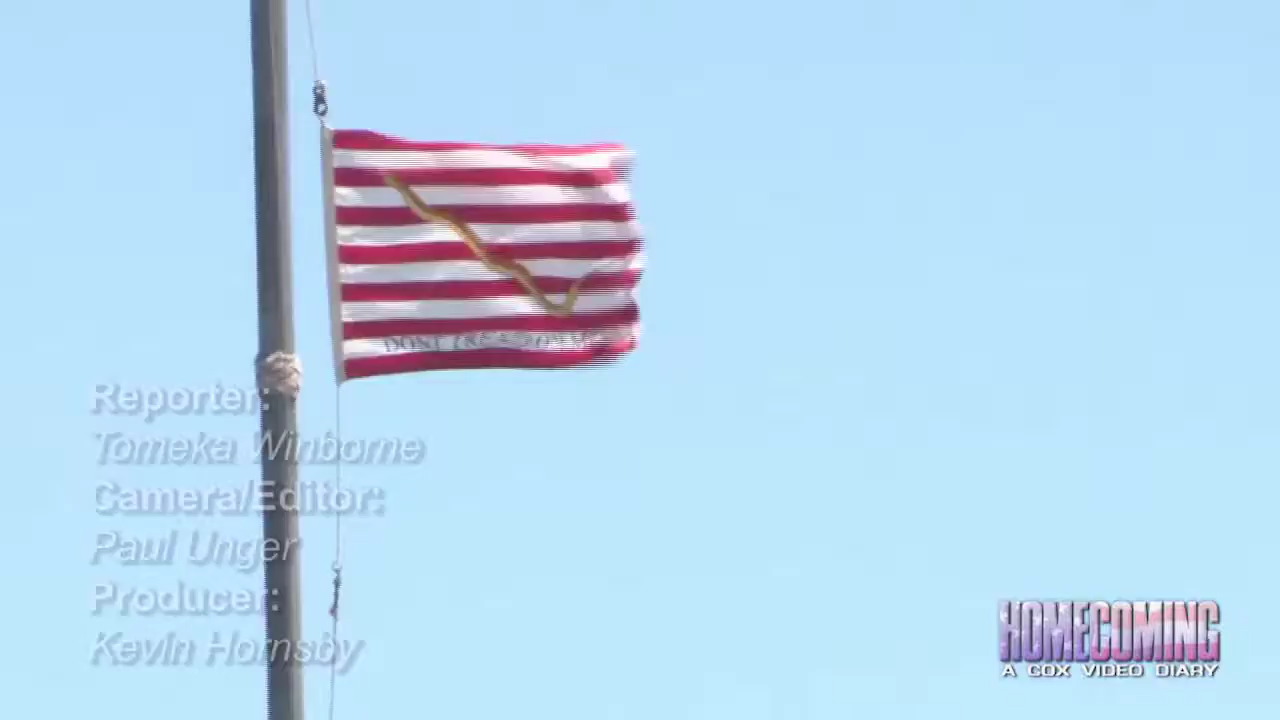 DONT TREAD ON ME
Reporter:
Tomeka Winborne
Camera/Editor:
Paul Unger
Producer:
Kevin Hornsby
HOMECOMING
A COX VIDEO DIARY